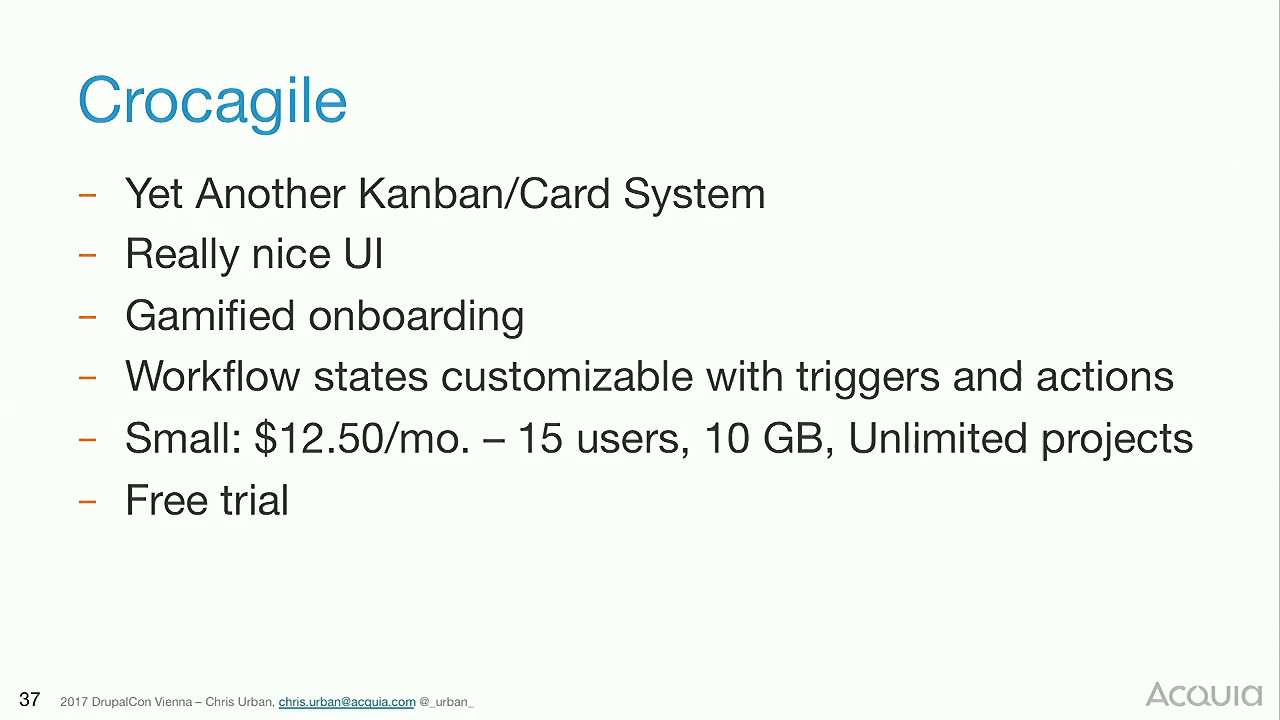 Crocagile
– Yet Another Kanban/Card System
– Really nice UI
– Gamified onboarding
– Workflow states customizable with triggers and actions
– Small: $12.50/mo. – 15 users, 10 GB, Unlimited projects
– Free trial
37 2017 DrupalCon Vienna – Chris Urban, chris.urban@acquia.com @_urban_
ACQUIA